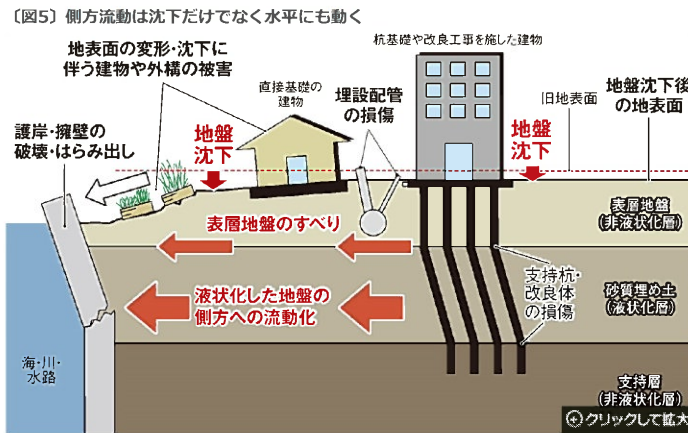 〔図5〕側方流動は沈下だけでなく水平にも動く
地表面の変形・沈下に
伴う建物や外構の被害
杭基礎や改良工事を施した建物
直接基礎の
建物
埋設配管
の損傷
旧地表面
地盤沈下後
の地表面
護岸・擁壁の
破壊・はらみ出し
地盤
沈下
地盤
沈下
表層地盤のすべり
表層地盤
(非液状化層)
液状化した地盤の
側方への流動化
支持杭・
改良体
の損傷
砂質埋め土
(液状化層)
海・川・
水路
支持層
(非液状化層)
クリックして拡大